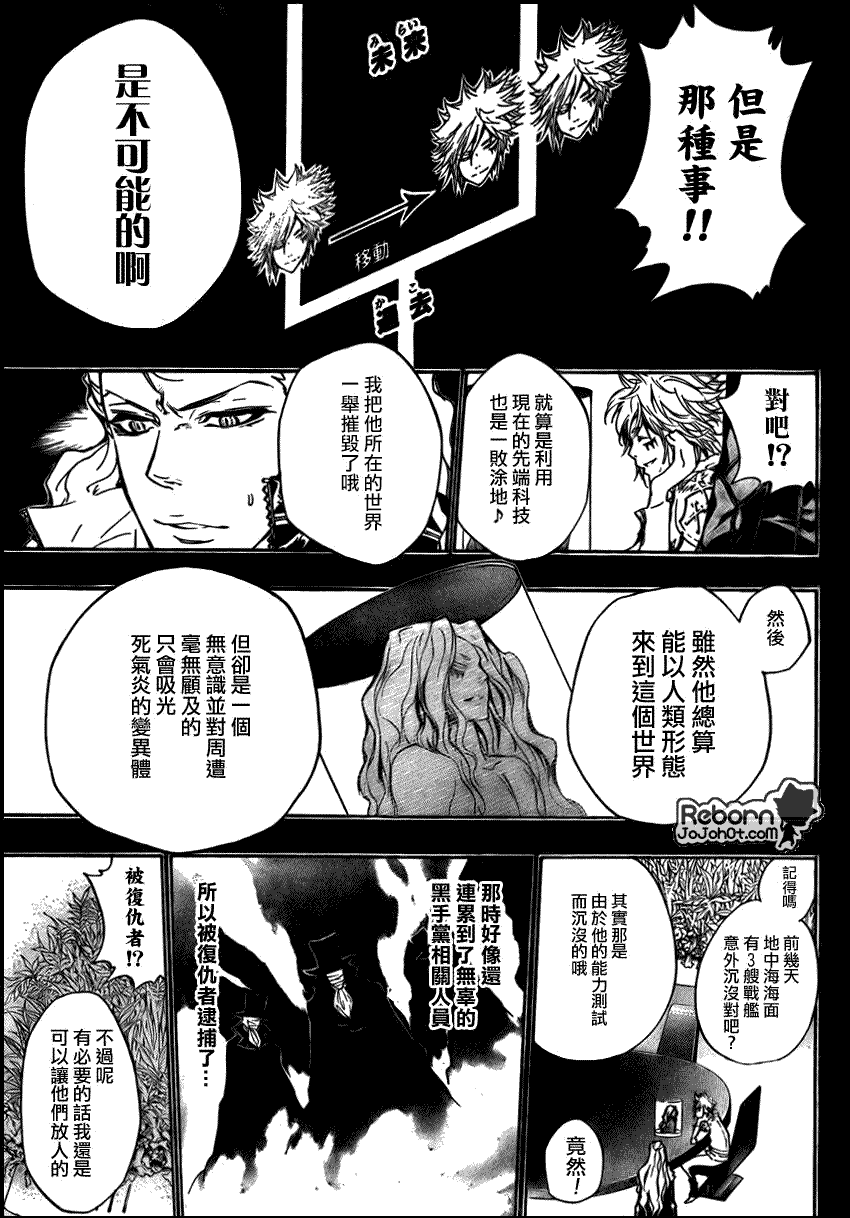 但是
那種事!!
未来
みらい
移動
過去
かこ
是不可能的啊
對吧!?
就算是利用
現在的先端科技
也是一敗涂地♪
我把他所在的世界
一舉摧毀了哦
然後
雖然他總算
能以人類形態
來到這個世界
但卻是一個
無意識並對周遭
毫無顧及的
只會吸光
死氣炎的變異體
Reborn
JoJoHot.com
記得嗎
前幾天
地中海海面
有3艘戰艦
意外沉沒對吧?
其實那是
由於他的能力測試
而沉沒的哦
竟然!
那時好像還
連累到了無辜的
黑手黨相關人員
所以被復仇者逮捕了…
被復仇者!?
不過呢
有必要的話我還是
可以讓他們放人的